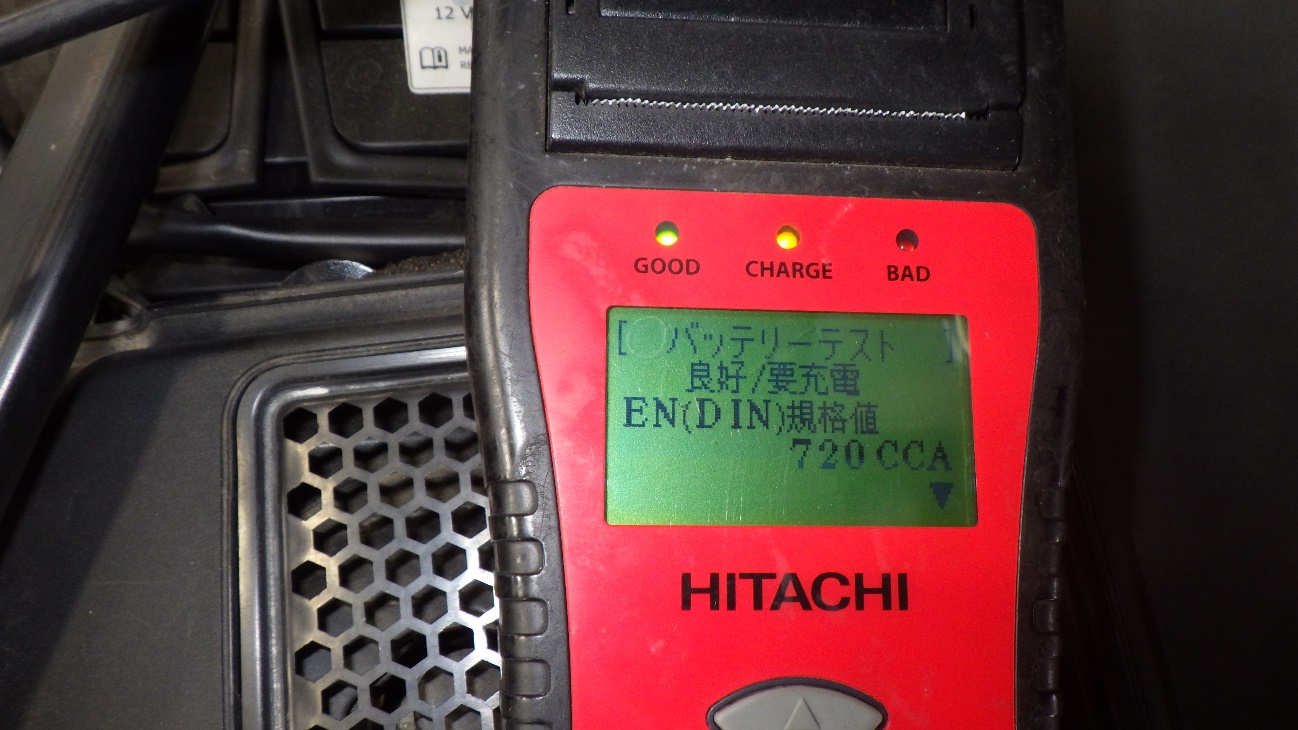 12 V
GOOD CHARGE BAD
[ バッテリーテスト ]
良好/要充電
EN(DIN)規格値
720 CCA
▼
HITACHI